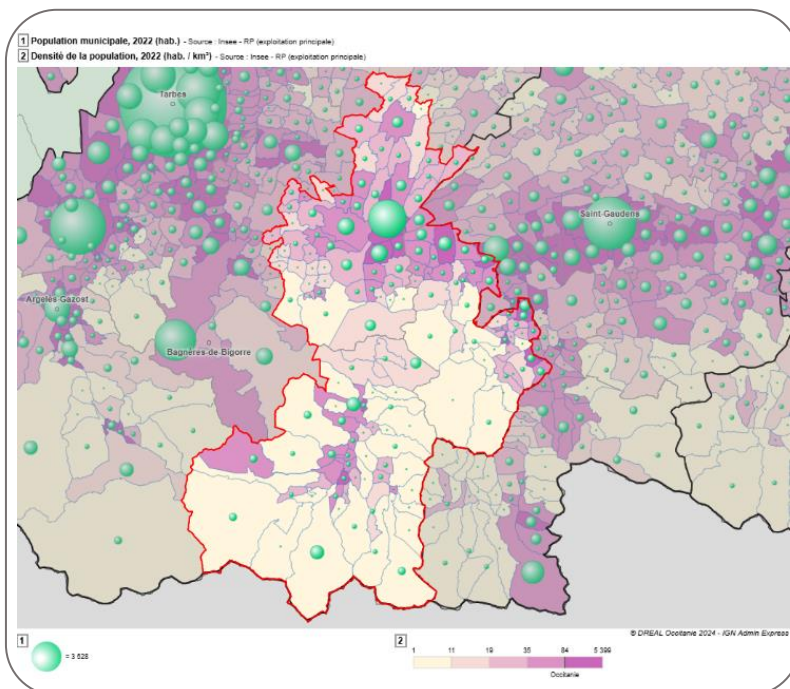 1 Population municipale, 2022 (hab.) - Source : Insee - RP (exploitation principale)
2 Densité de la population, 2022 (hab. / km²) - Source : Insee - RP (exploitation principale)
Tarbes
Saint-Gaudens
Argelès-Gazost
Bagnères-de-Bigorre
© DREAL Occitanie 2024 - IGN Admin Express
1
= 3 628
2
1 11 19 35 84 5 399
Occitanie